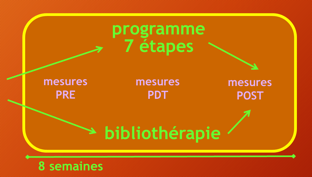 programme
7 étapes
mesures mesures mesures
PRE PDT POST
bibliothérapie
8 semaines